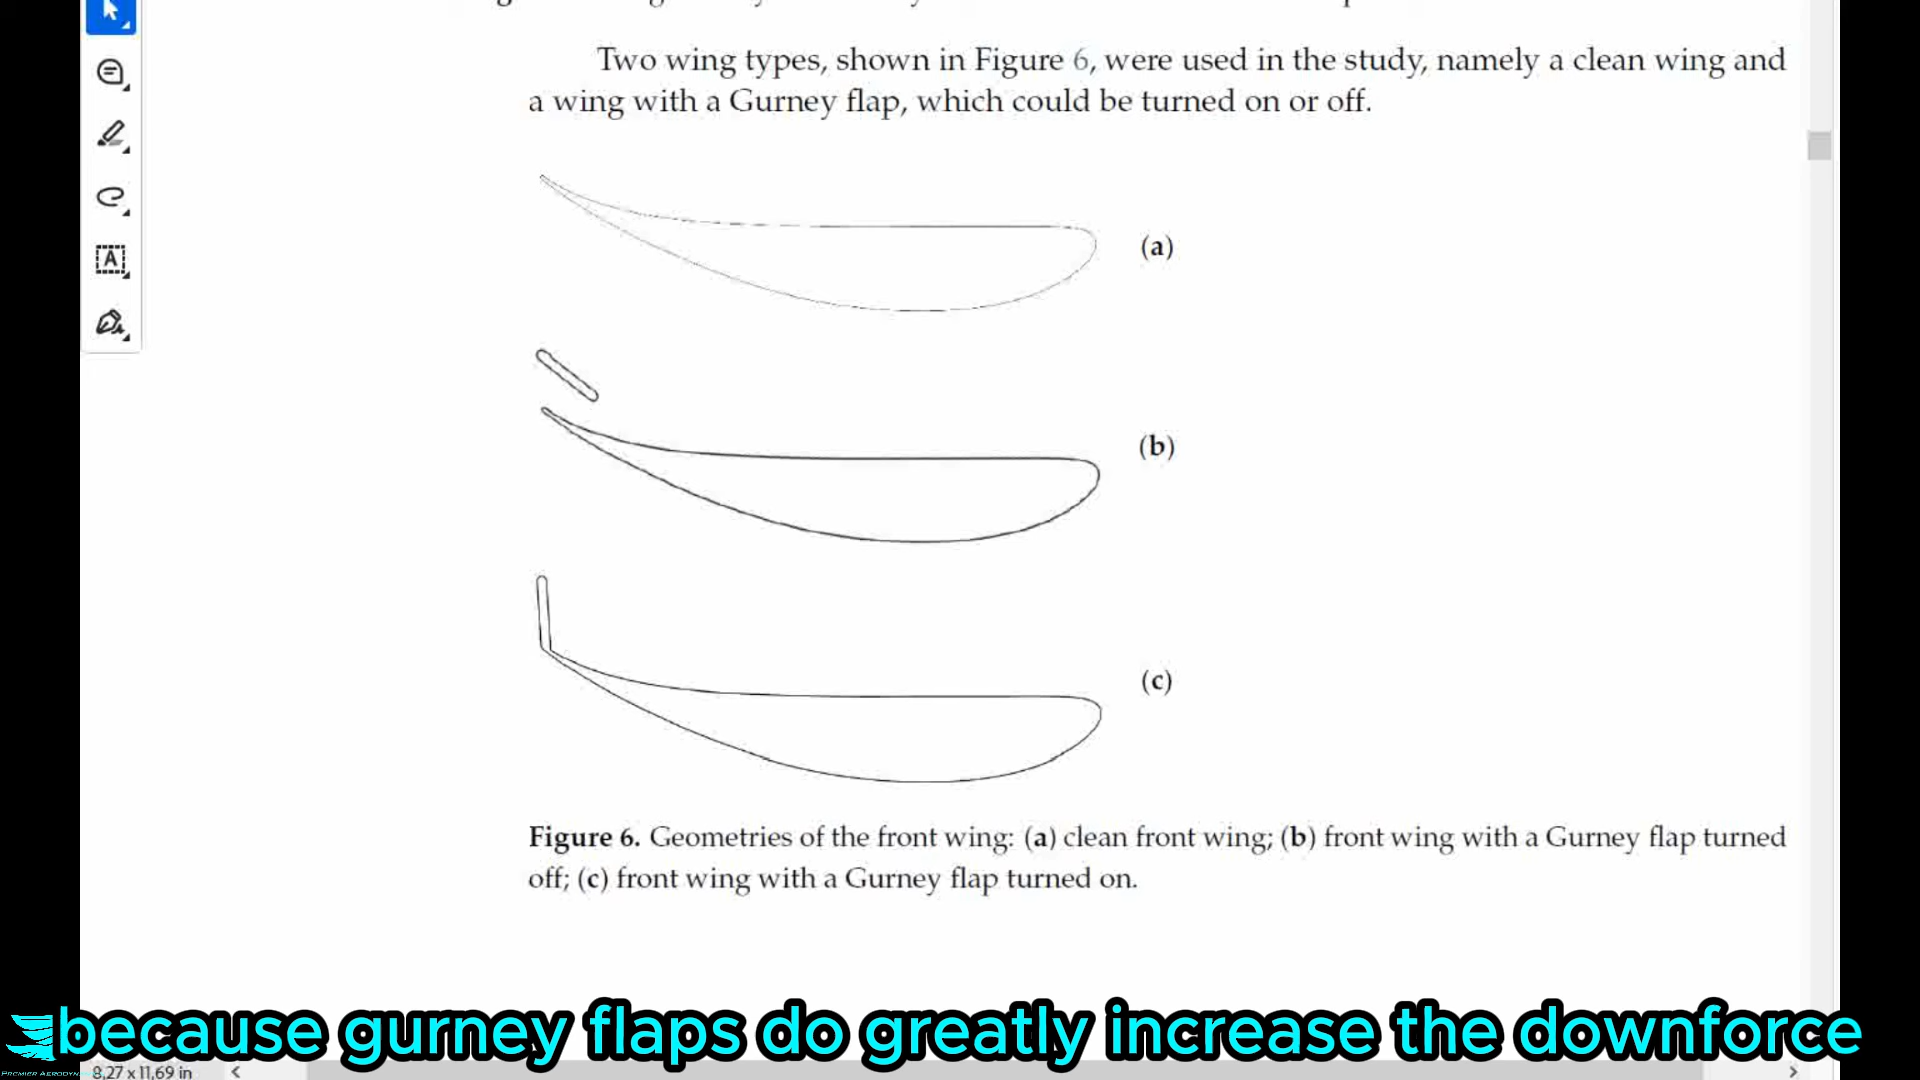 Two wing types, shown in Figure 6, were used in the study, namely a clean wing and
a wing with a Gurney flap, which could be turned on or off.
(a)
(b)
(c)
Figure 6. Geometries of the front wing: (a) clean front wing; (b) front wing with a Gurney flap turned
off; (c) front wing with a Gurney flap turned on.
because gurney flaps do greatly increase the downforce
8,27 x 11,69 in